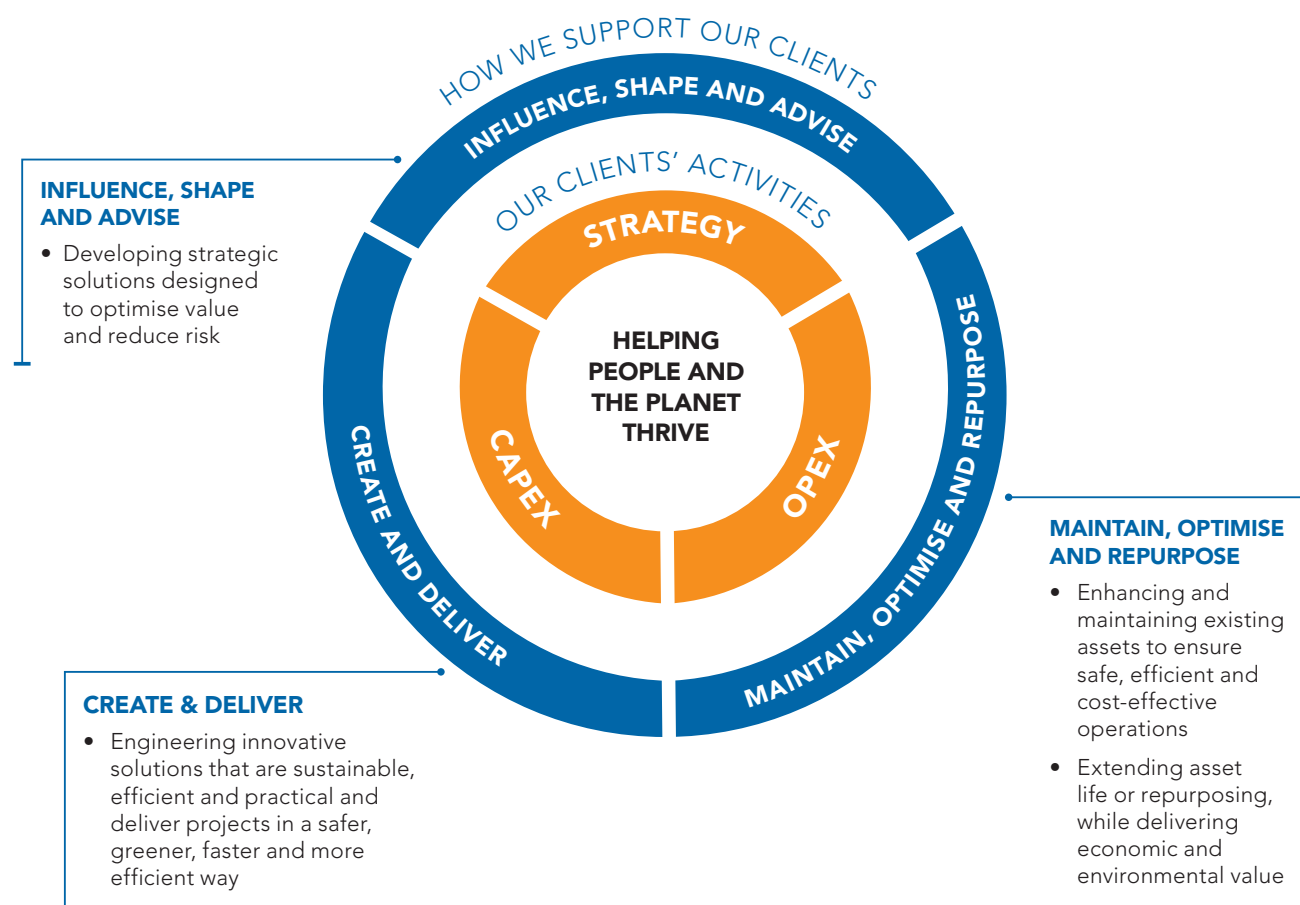 HOW WE SUPPORT OUR CLIENTS
INFLUENCE, SHAPE AND ADVISE
OUR CLIENTS' ACTIVITIES
STRATEGY
CAPEX
OPEX
HELPING
PEOPLE AND
THE PLANET
THRIVE
CREATE AND DELIVER
MAINTAIN, OPTIMISE AND REPURPOSE
INFLUENCE, SHAPE
AND ADVISE
• Developing strategic
solutions designed
to optimise value
and reduce risk
CREATE & DELIVER
• Engineering innovative
solutions that are sustainable,
efficient and practical and
deliver projects in a safer,
greener, faster and more
efficient way
MAINTAIN, OPTIMISE
AND REPURPOSE
• Enhancing and
maintaining existing
assets to ensure
safe, efficient and
cost-effective
operations
• Extending asset
life or repurposing,
while delivering
economic and
environmental value